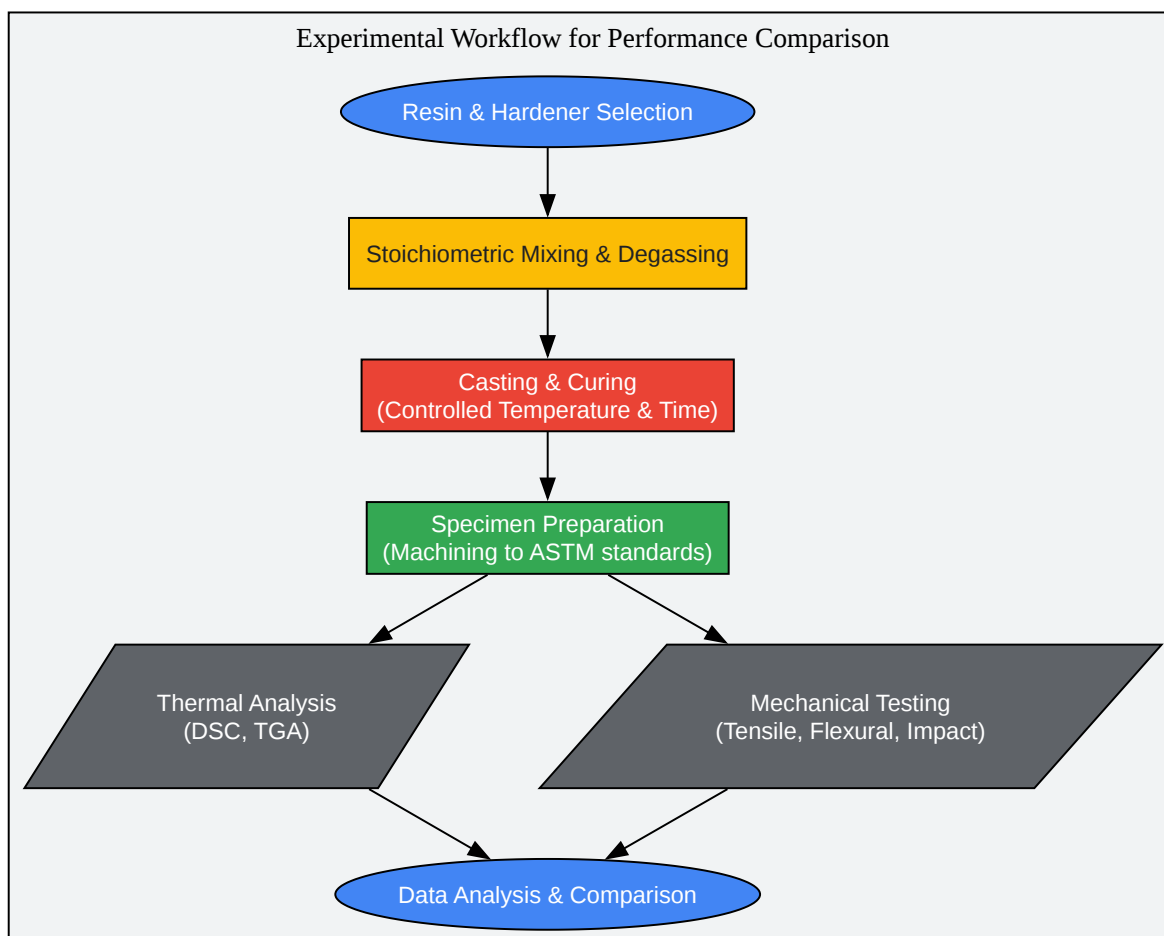 Experimental Workflow for Performance Comparison
Resin & Hardener Selection
Stoichiometric Mixing & Degassing
Casting & Curing
(Controlled Temperature & Time)
Specimen Preparation
(Machining to ASTM standards)
Thermal Analysis
(DSC, TGA)
Mechanical Testing
(Tensile, Flexural, Impact)
Data Analysis & Comparison